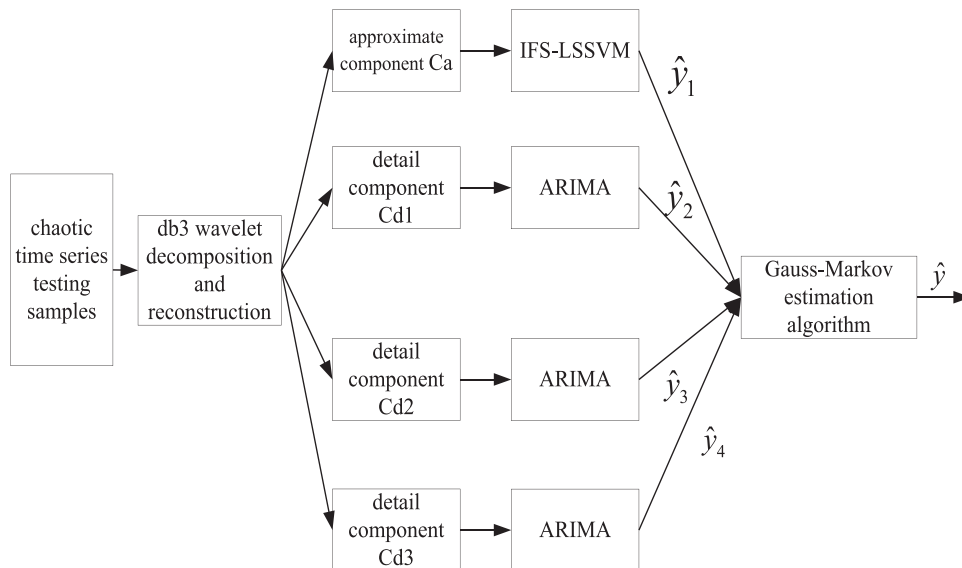 chaotic
time series
testing
samples
db3 wavelet
decomposition
and
reconstruction
approximate
component Ca
IFS-LSSVM
ŷ₁
detail
component
Cd1
ARIMA
ŷ₂
detail
component
Cd2
ARIMA
ŷ₃
detail
component
Cd3
ARIMA
ŷ₄
Gauss-Markov
estimation
algorithm
ŷ